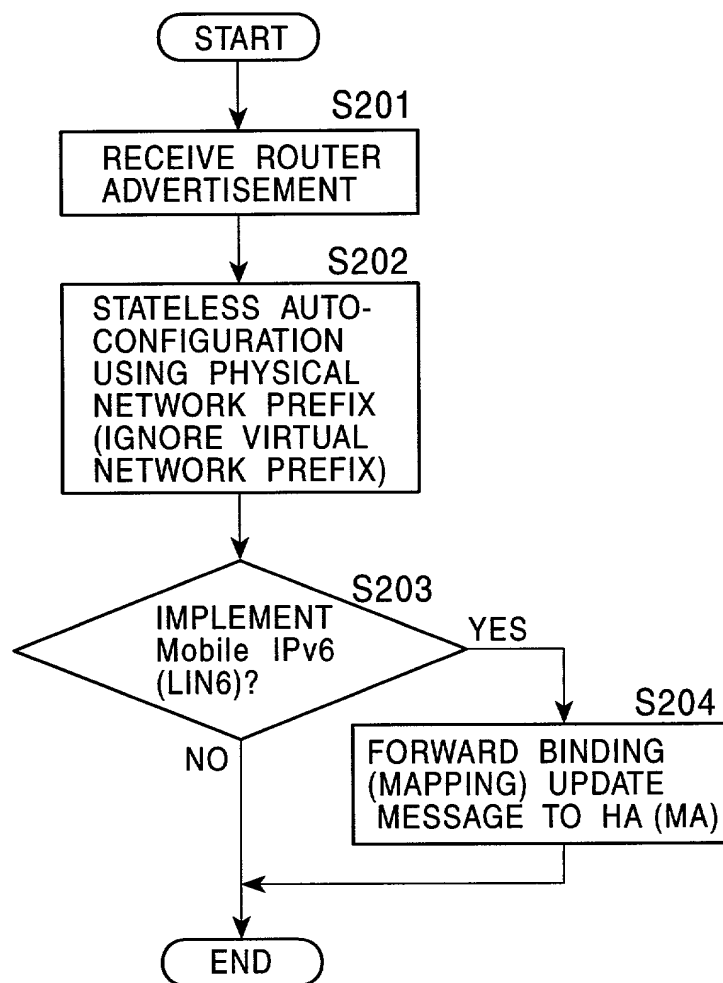 START
S201
RECEIVE ROUTER
ADVERTISEMENT
S202
STATELESS AUTO-
CONFIGURATION
USING PHYSICAL
NETWORK PREFIX
(IGNORE VIRTUAL
NETWORK PREFIX)
S203
IMPLEMENT
Mobile IPv6
(LIN6)?
YES
NO
S204
FORWARD BINDING
(MAPPING) UPDATE
MESSAGE TO HA (MA)
END